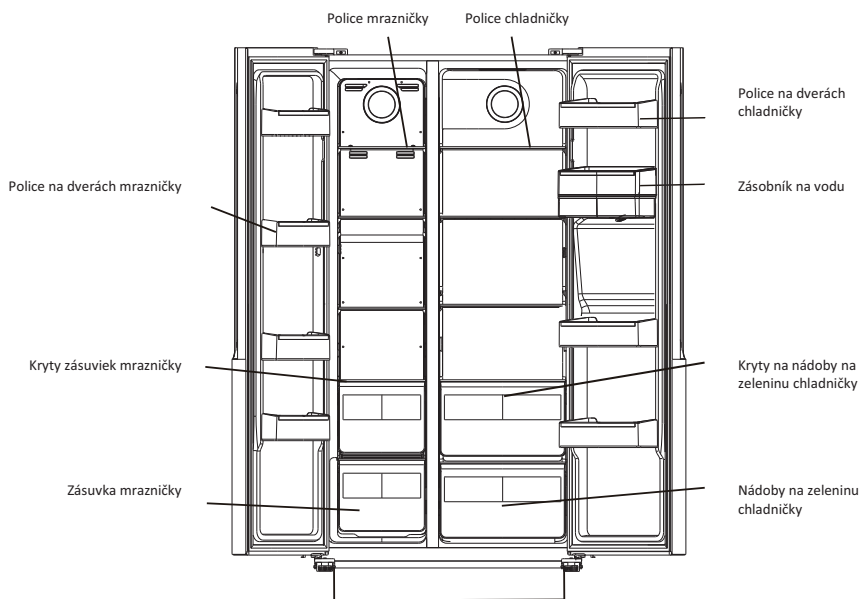 Police mrazničky
Police chladničky
Police na dverách
chladničky
Police na dverách mrazničky
Zásobník na vodu
Kryty zásuviek mrazničky
Kryty na nádoby na
zeleninu chladničky
Zásuvka mrazničky
Nádoby na zeleninu
chladničky